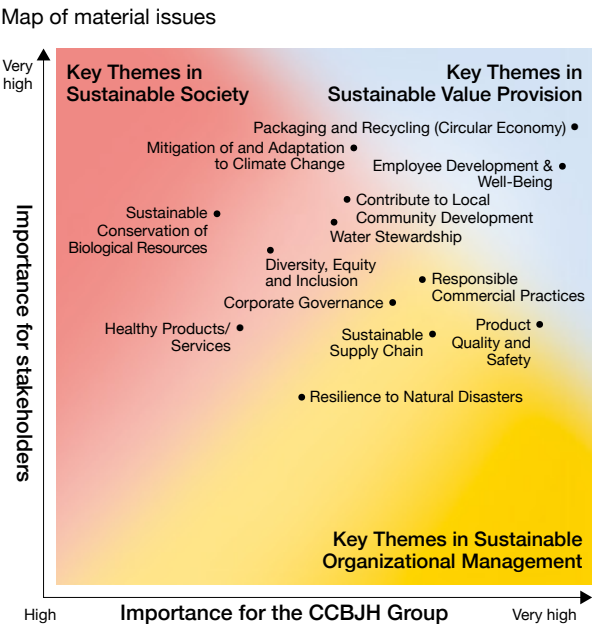 Map of material issues
Very
high
Key Themes in
Sustainable Society
Key Themes in
Sustainable Value Provision
Packaging and Recycling (Circular Economy)
Mitigation of and Adaptation
to Climate Change
Employee Development &
Well-Being
Contribute to Local
Community Development
Sustainable
Conservation of
Biological Resources
Water Stewardship
Diversity, Equity
and Inclusion
Responsible
Commercial Practices
Corporate Governance
Healthy Products/
Services
Sustainable
Supply Chain
Product
Quality and
Safety
Resilience to Natural Disasters
Importance for stakeholders
Key Themes in Sustainable
Organizational Management
High
Importance for the CCBJH Group
Very high